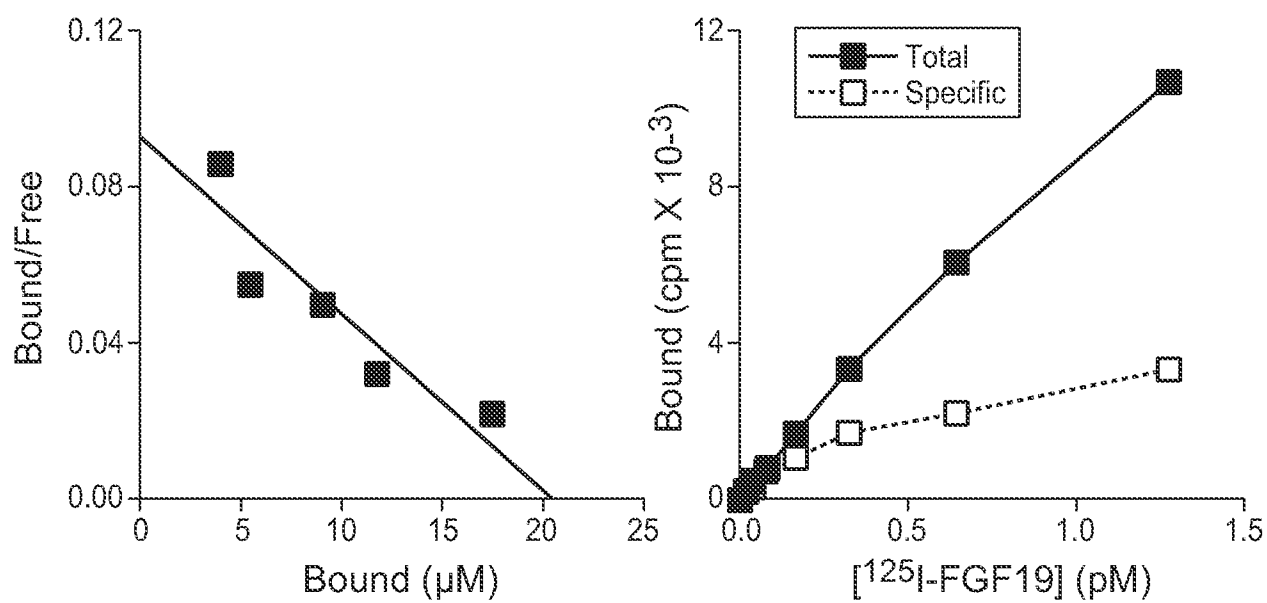 Bound/Free
0.12
0.08
0.04
0.00
0 5 10 15 20 25
Bound (µM)
Bound (cpm X 10-3)
12
8
4
0
Total
Specific
0.0 0.5 1.0 1.5
[125I-FGF19] (pM)